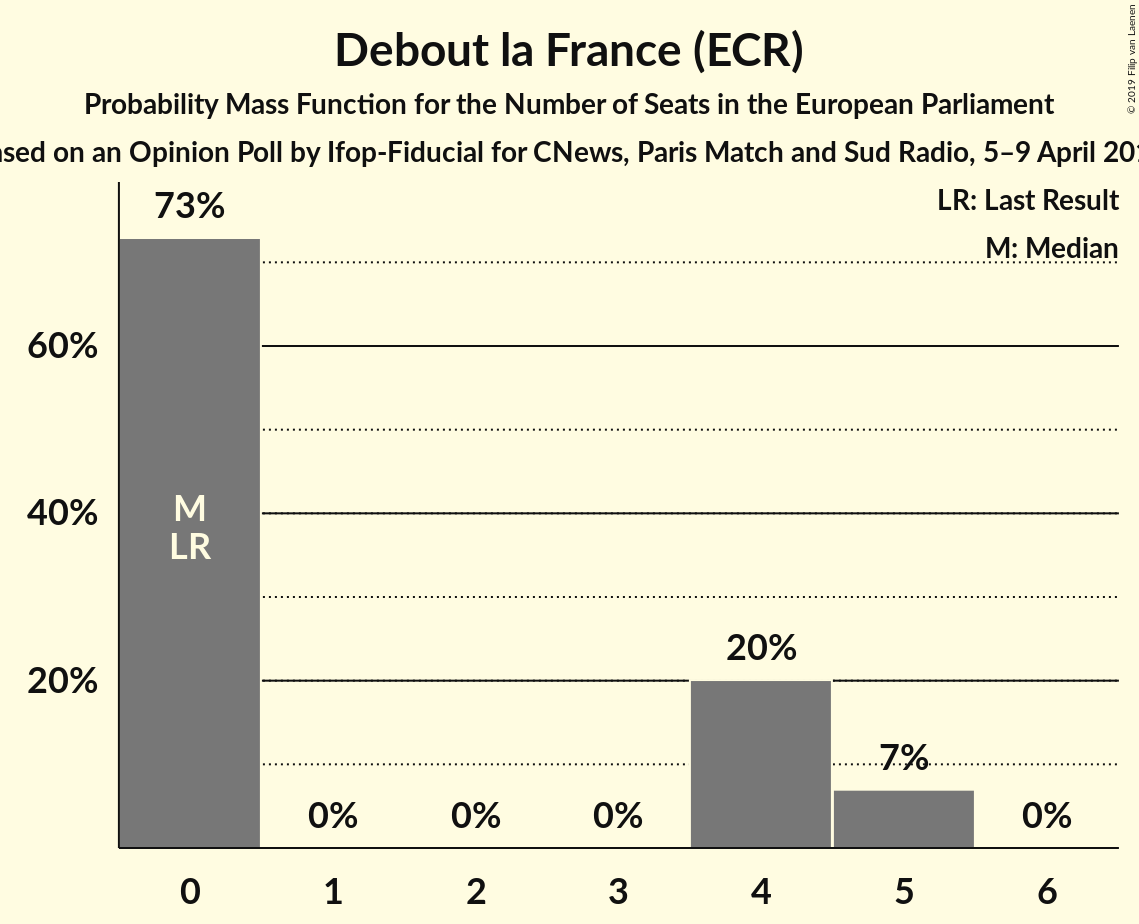 Debout la France (ECR)
Probability Mass Function for the Number of Seats in the European Parliament
on an Opinion Poll by Ifop-Fiducial for CNews, Paris Match and Sud Radio, 5–9 April
© 2019 Filip van Laenen
LR: Last Result
M: Median
73%
60%
40%
20%
M
LR
0%
0%
0%
20%
7%
0%
0 1 2 3 4 5 6